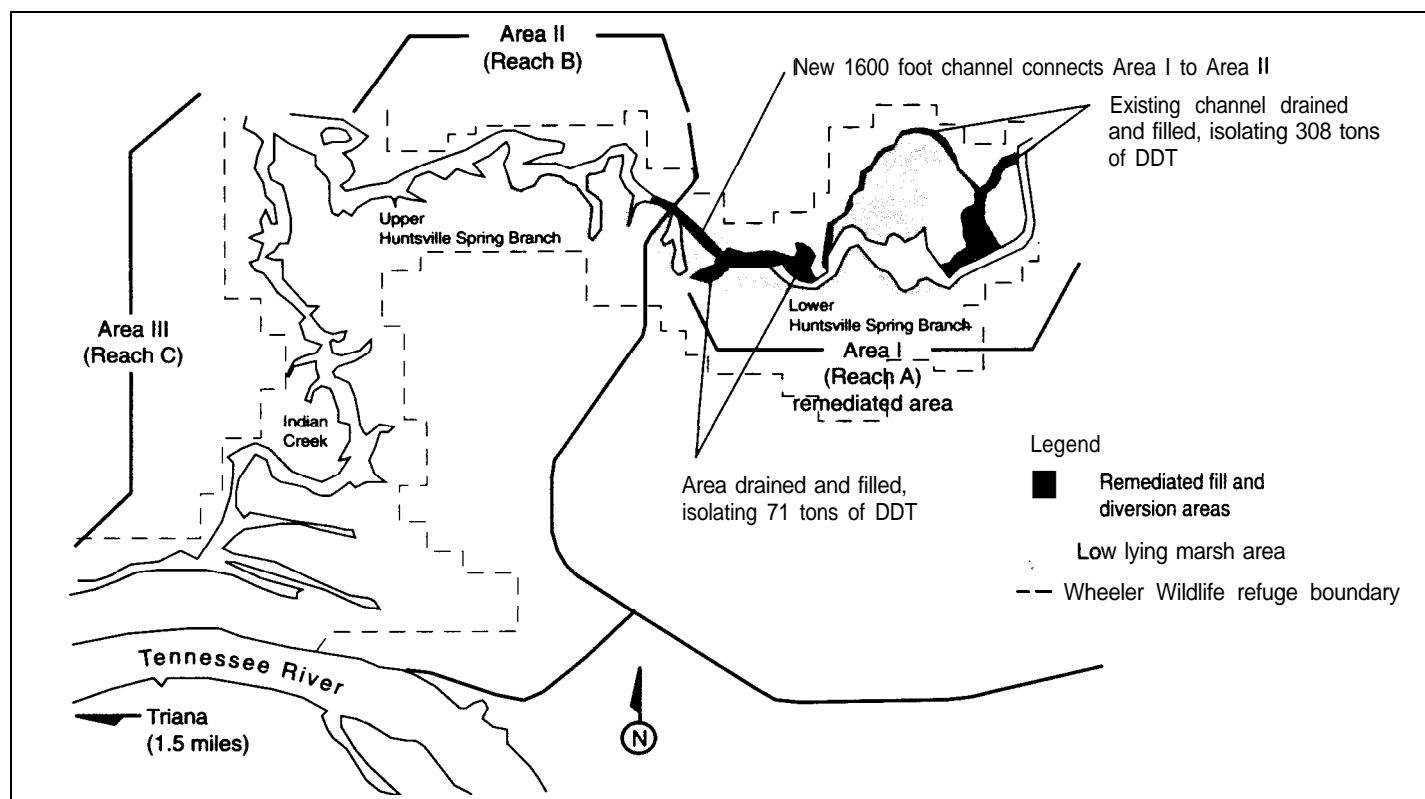 Area II
(Reach B)
New 1600 foot channel connects Area I to Area II
Existing channel drained
and filled, isolating 308 tons
of DDT
Upper
Huntsville Spring Branch
Area III
(Reach C)
Lower
Huntsville Spring Branch
Area I
(Reach A)
remediated area
Indian
Creek
Area drained and filled,
isolating 71 tons of DDT
Legend
Remediated fill and
diversion areas
Low lying marsh area
Wheeler Wildlife refuge boundary
Tennessee River
Triana
(1.5 miles)
N